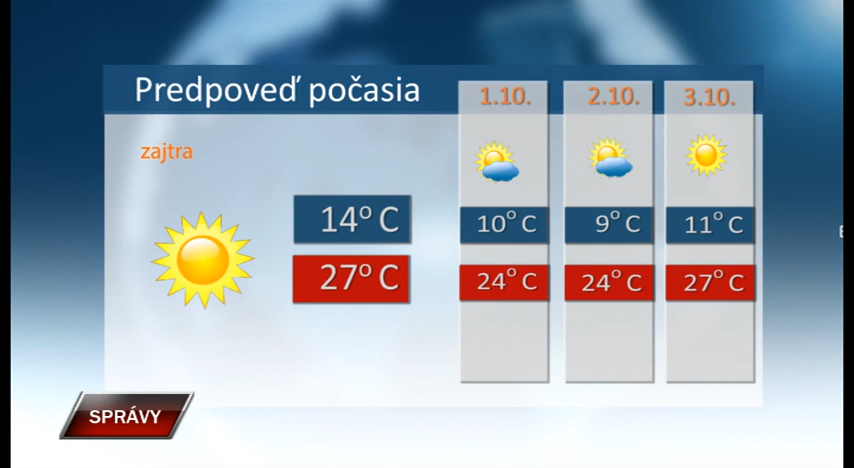 Predpoveď počasia
zajtra
14° C
27° C
1.10. 2.10. 3.10.
10° C 9° C 11° C
24° C 24° C 27° C
SPRÁVY